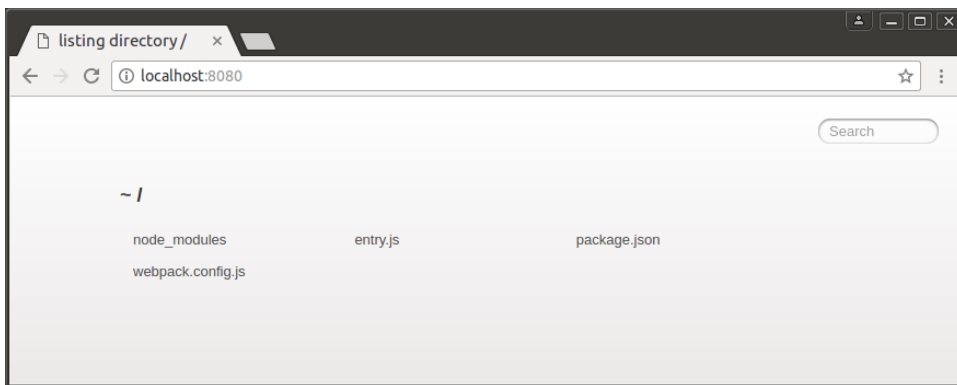 listing directory /
localhost:8080
Search
~ /
node_modules entry.js package.json
webpack.config.js